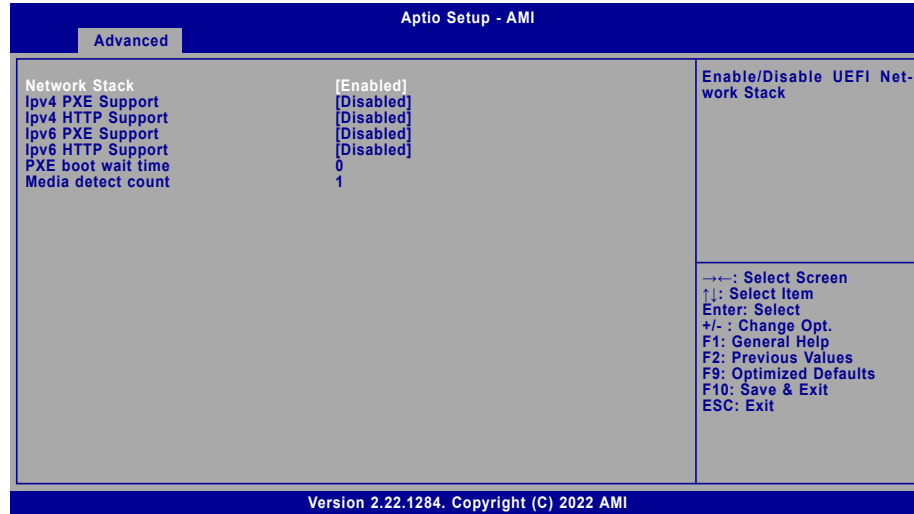 Aptio Setup - AMI
Advanced
Network Stack [Enabled]
Ipv4 PXE Support [Disabled]
Ipv4 HTTP Support [Disabled]
Ipv6 PXE Support [Disabled]
Ipv6 HTTP Support [Disabled]
PXE boot wait time 0
Media detect count 1
Enable/Disable UEFI Net-
work Stack
→←: Select Screen
↑↓: Select Item
Enter: Select
+/- : Change Opt.
F1: General Help
F2: Previous Values
F9: Optimized Defaults
F10: Save & Exit
ESC: Exit
Version 2.22.1284. Copyright (C) 2022 AMI